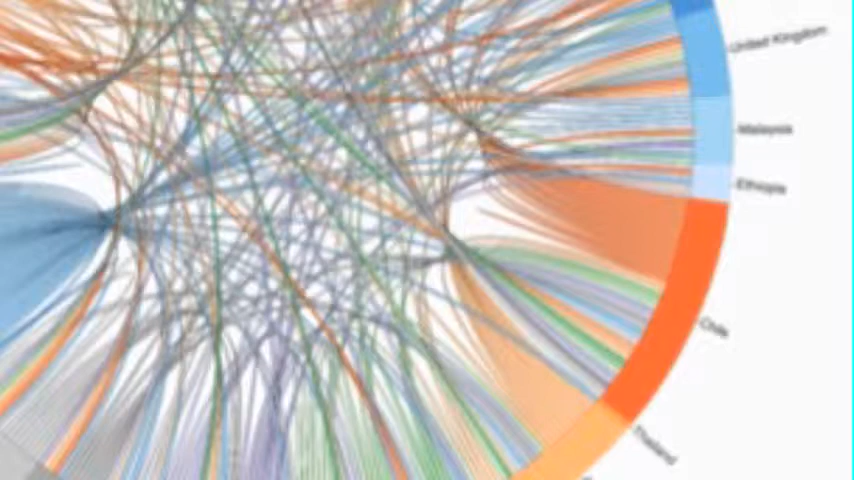 United Kingdom
Malaysia
Ethiopia
Chile
Thailand